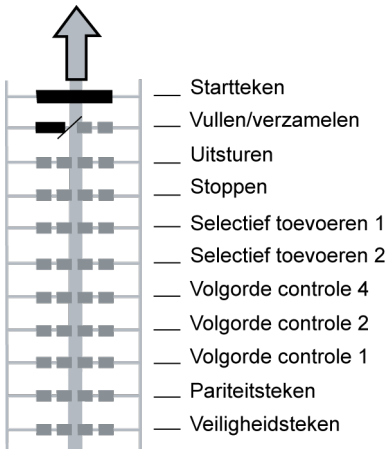 Startteken
Vullen/verzamelen
Uitsturen
Stoppen
Selectief toevoeren 1
Selectief toevoeren 2
Volgorde controle 4
Volgorde controle 2
Volgorde controle 1
Pariteitsteken
Veiligheidsteken